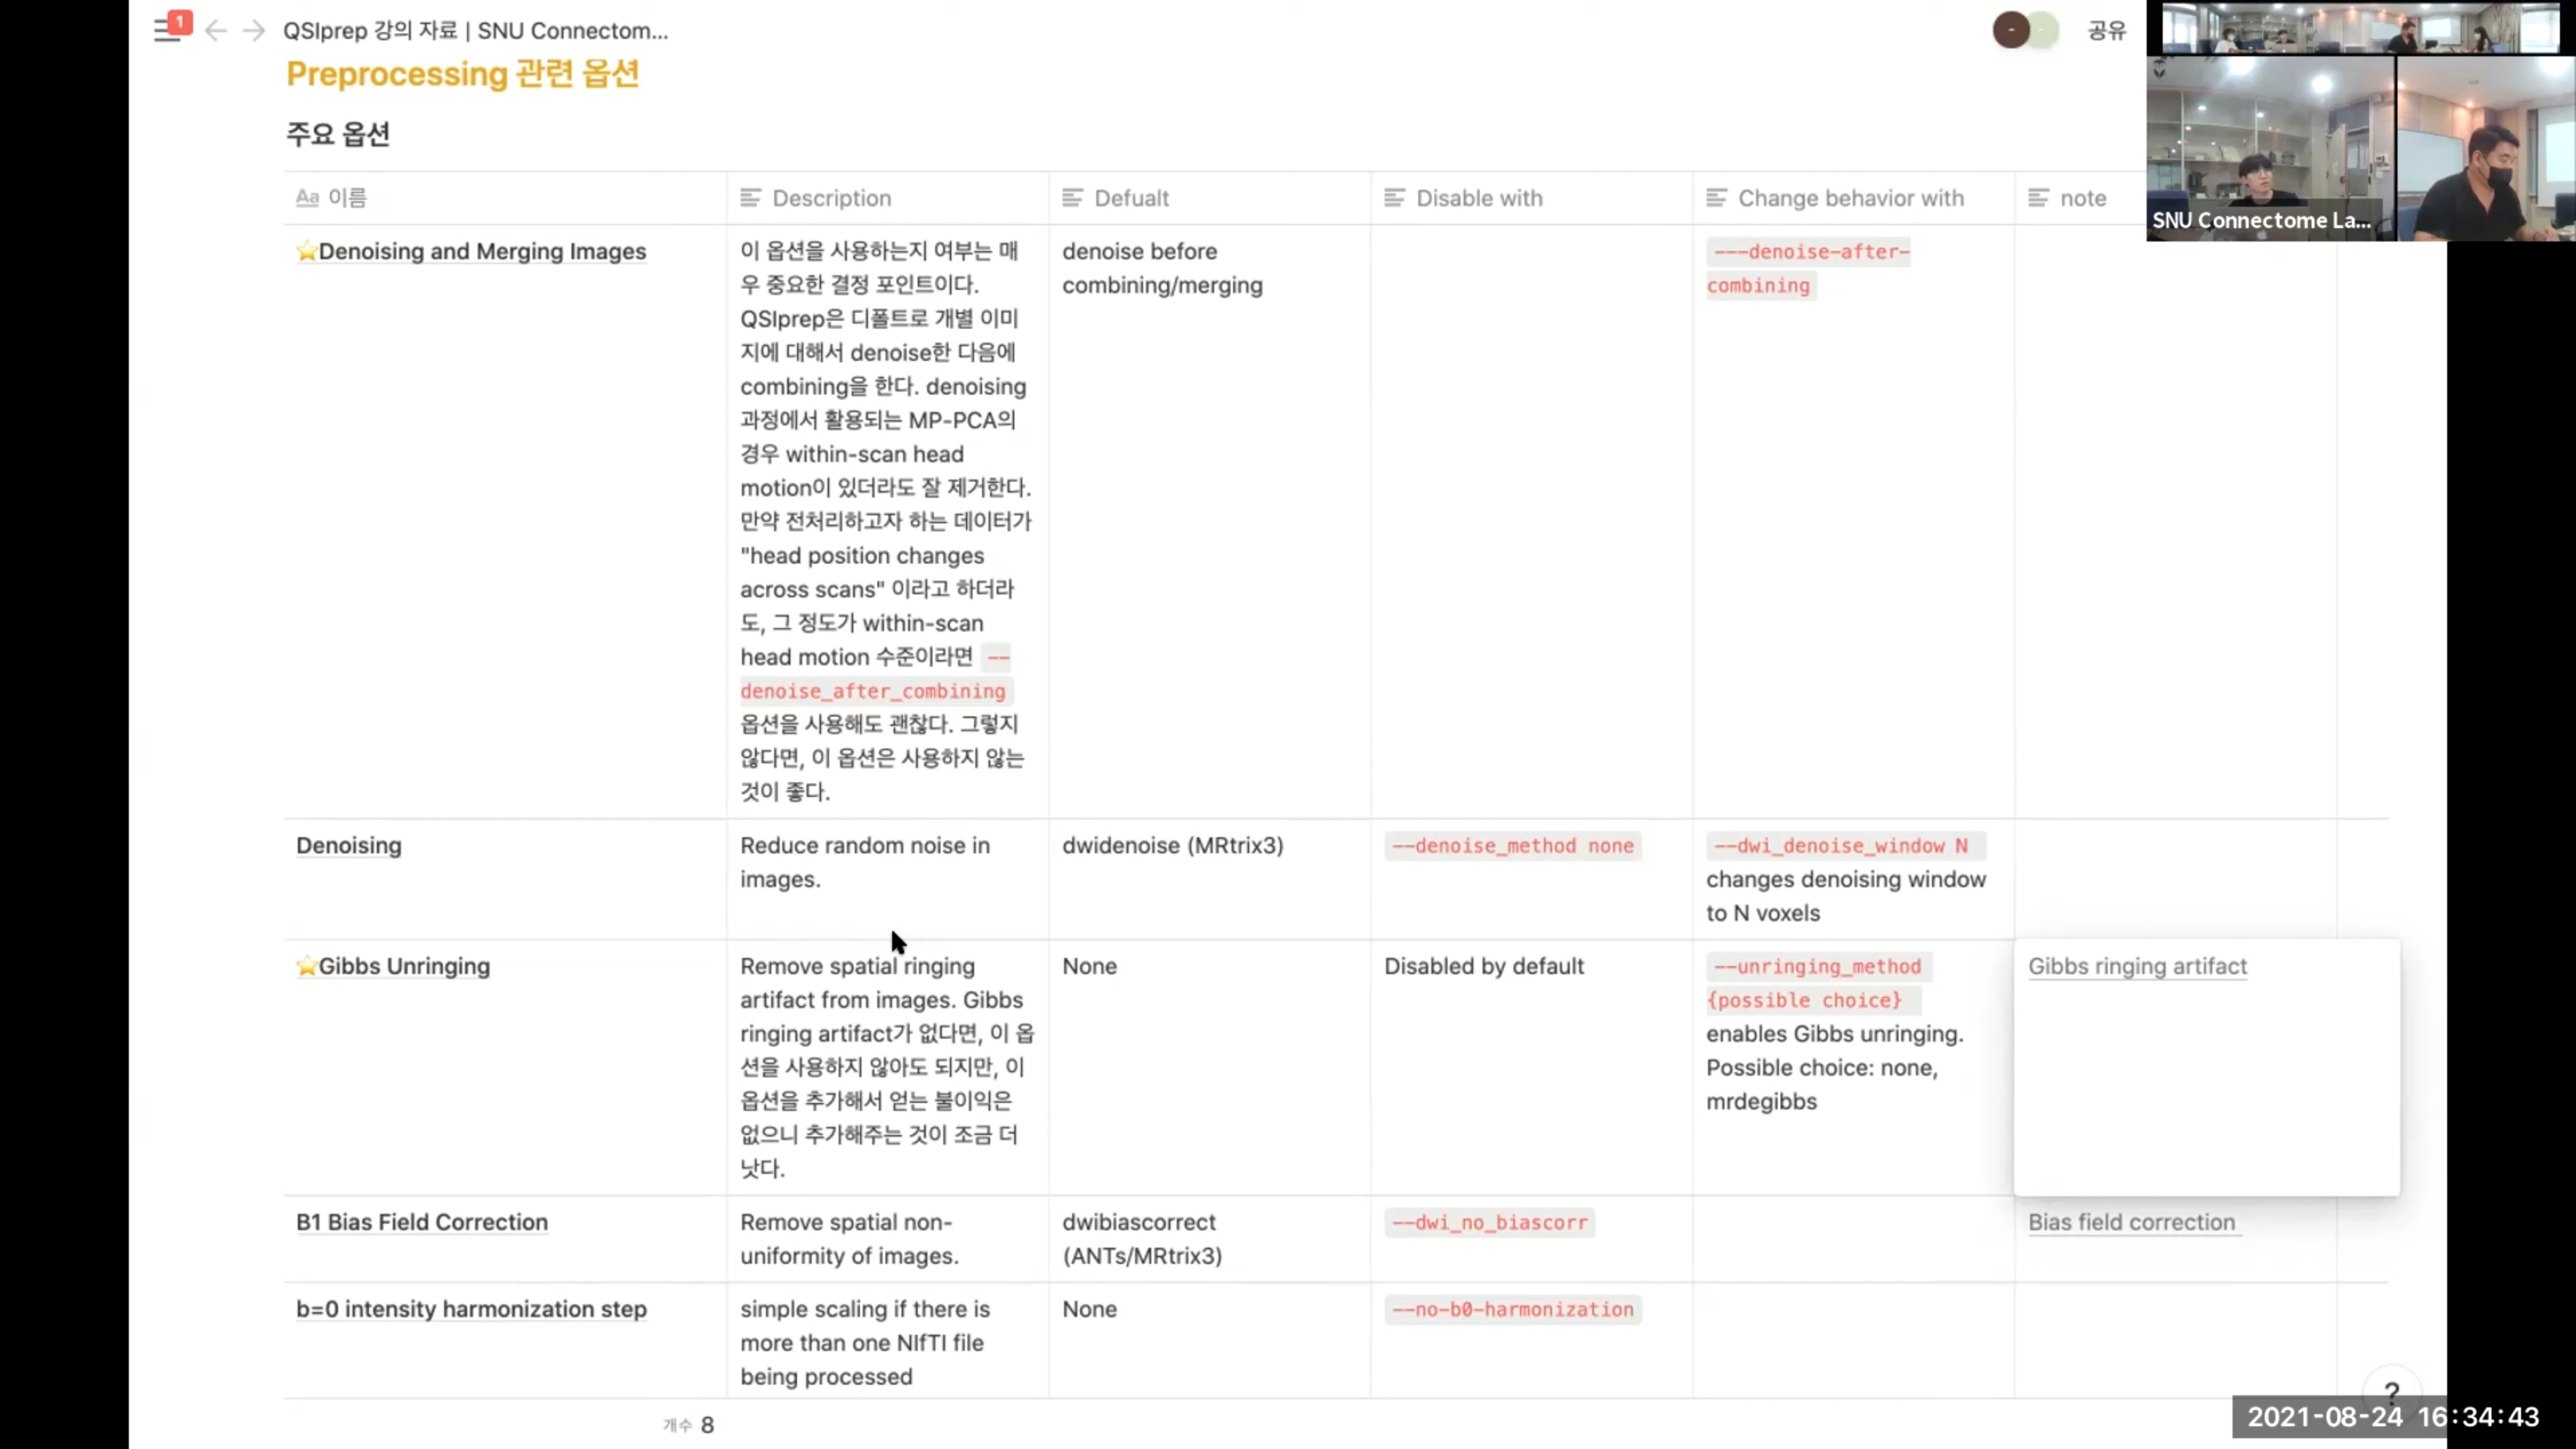 1
QSIprep 강의 자료 | SNU Connectom...
공유
Preprocessing 관련 옵션
주요 옵션
Aa 이름
Description
Defualt
Disable with
Change behavior with
note
SNU Connectome La...
⭐Denoising and Merging Images
이 옵션을 사용하는지 여부는 매
우 중요한 결정 포인트이다.
QSIprep은 디폴트로 개별 이미
지에 대해서 denoise한 다음에
combining을 한다. denoising
과정에서 활용되는 MP-PCA의
경우 within-scan head
motion이 있더라도 잘 제거한다.
만약 전처리하고자 하는 데이터가
"head position changes
across scans" 이라고 하더라
도, 그 정도가 within-scan
head motion 수준이라면 --
denoise_after_combining
옵션을 사용해도 괜찮다. 그렇지
않다면, 이 옵션은 사용하지 않는
것이 좋다.
denoise before
combining/merging
---denoise-after-
combining
Denoising
Reduce random noise in
images.
dwidenoise (MRtrix3)
--denoise_method none
--dwi_denoise_window N
changes denoising window
to N voxels
⭐Gibbs Unringing
Remove spatial ringing
artifact from images. Gibbs
ringing artifact가 없다면, 이 옵
션을 사용하지 않아도 되지만, 이
옵션을 추가해서 얻는 불이익은
없으니 추가해주는 것이 조금 더
낫다.
None
Disabled by default
--unringing_method
{possible choice}
enables Gibbs unringing.
Possible choice: none,
mrdegibbs
Gibbs ringing artifact
B1 Bias Field Correction
Remove spatial non-
uniformity of images.
dwibiascorrect
(ANTs/MRtrix3)
--dwi_no_biascorr
Bias field correction
b=0 intensity harmonization step
simple scaling if there is
more than one NIfTI file
being processed
None
--no-b0-harmonization
개수 8
?
2021-08-24 16:34:43